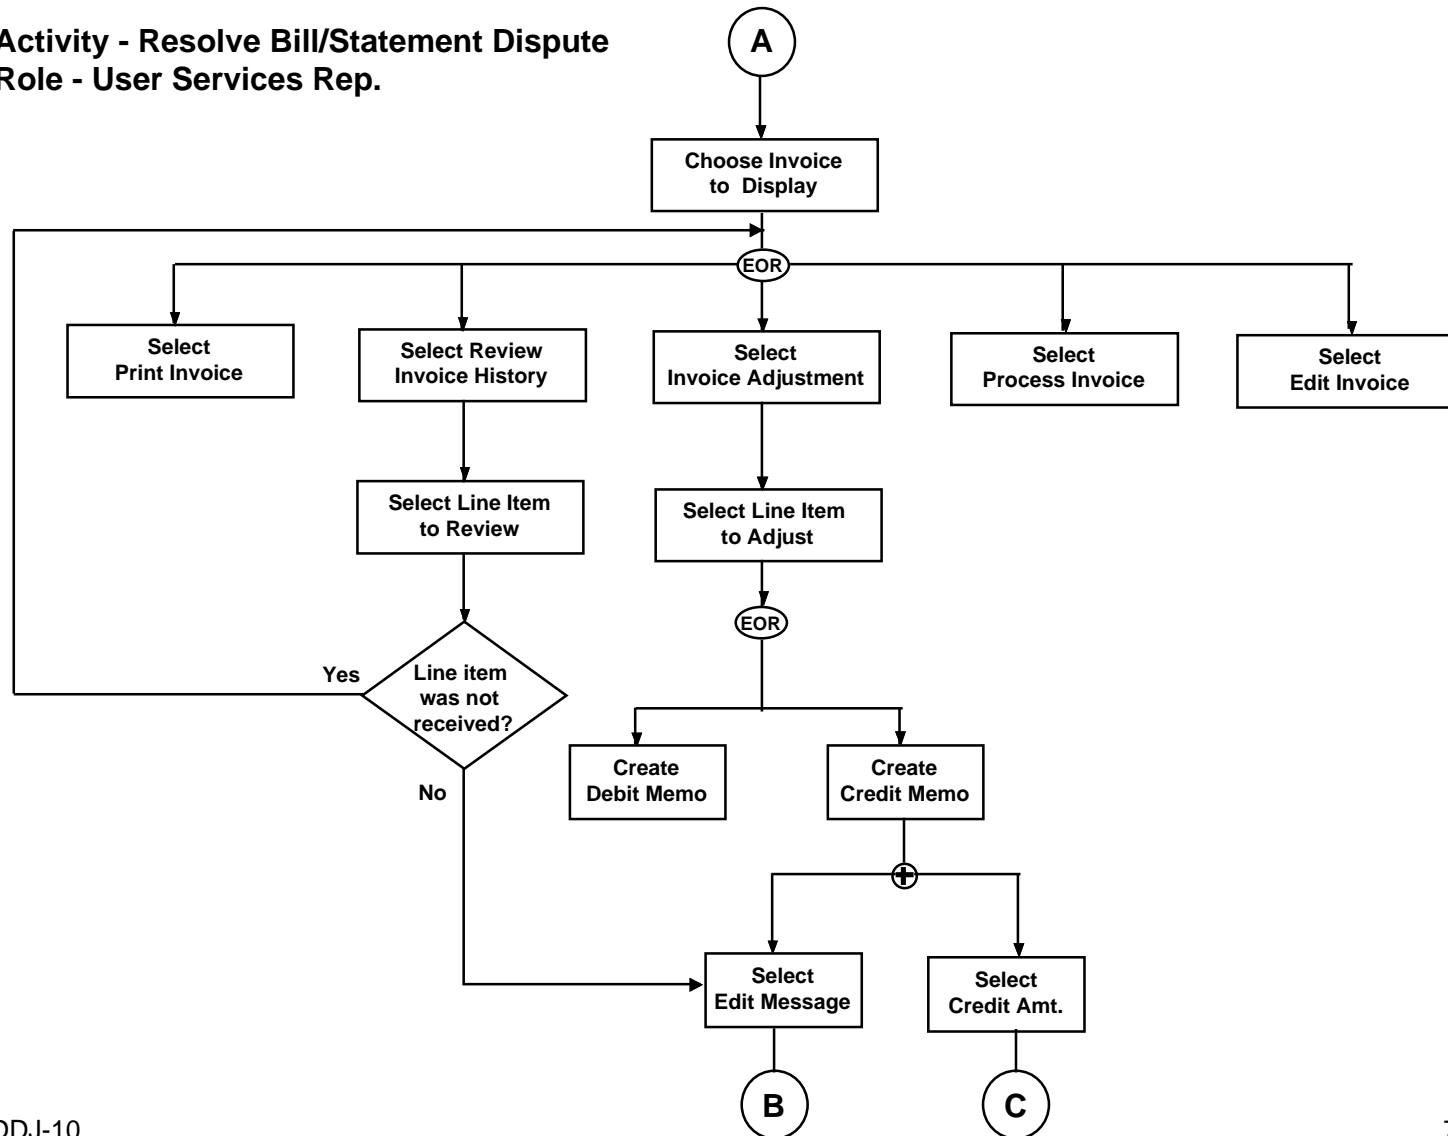 Activity - Resolve Bill/Statement Dispute
Role - User Services Rep.
A
Choose Invoice
to Display
EOR
Select
Print Invoice
Select Review
Invoice History
Select
Invoice Adjustment
Select
Process Invoice
Select
Edit Invoice
Select Line Item
to Review
Select Line Item
to Adjust
EOR
Yes
Line item
was not
received?
No
Create
Debit Memo
Create
Credit Memo
+
Select
Edit Message
Select
Credit Amt.
B
C
DDJ-10